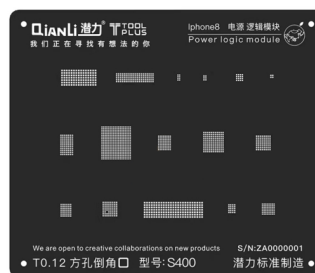 QIANLI 潜力® TOOL PLUS
我们正在寻找有想法的你
Iphone8 电源 逻辑模块
Power logic module
We are open to creative collaborations on new products
S/N:ZA0000001
T0.12 方孔倒角 型号:S400 潜力标准制造